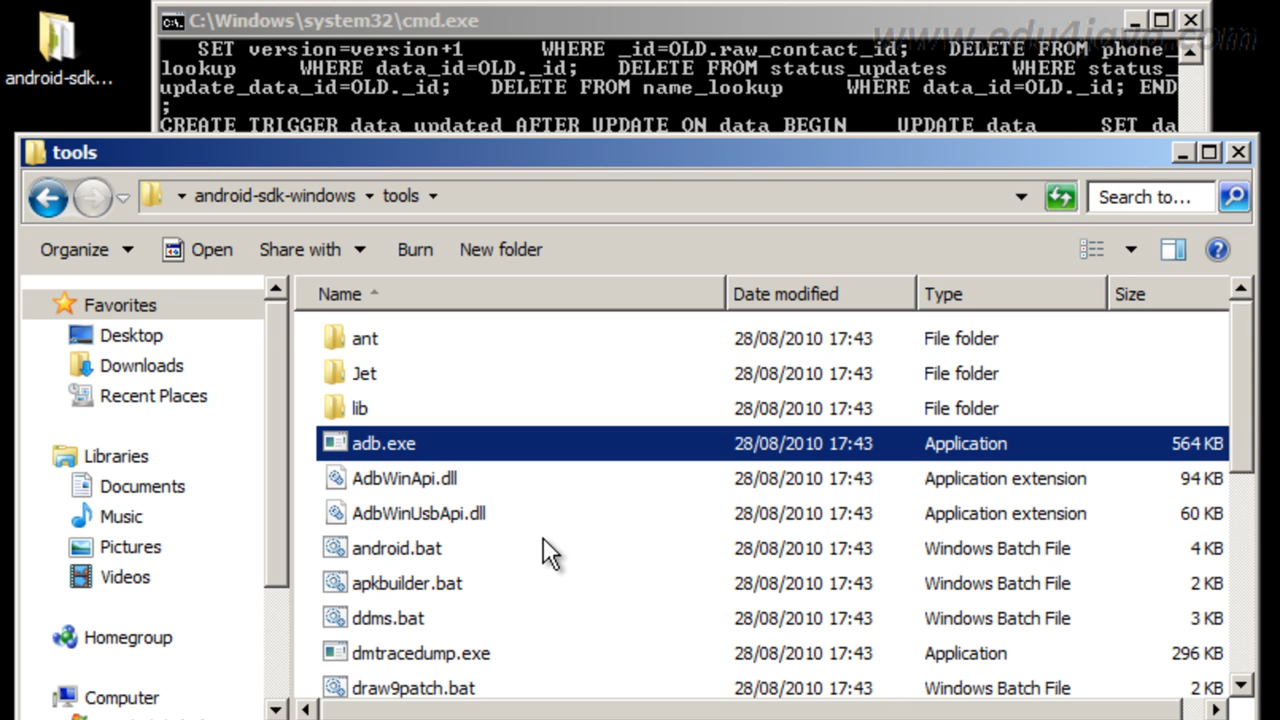 C:\Windows\system32\cmd.exe
www.edu4java.com
android-sdk...
SET version=version+1 WHERE _id=OLD.raw_contact_id; DELETE FROM phone_
lookup WHERE data_id=OLD._id; DELETE FROM status_updates WHERE status_
update_data_id=OLD._id; DELETE FROM name_lookup WHERE data_id=OLD._id; END
;
CREATE TRIGGER data_updated AFTER UPDATE ON data BEGIN UPDATE data SET da
tools
android-sdk-windows tools
Search to...
Organize Open Share with Burn New folder
Name Date modified Type Size
Favorites
Desktop
Downloads
Recent Places
Libraries
Documents
Music
Pictures
Videos
Homegroup
Computer
ant 28/08/2010 17:43 File folder
Jet 28/08/2010 17:43 File folder
lib 28/08/2010 17:43 File folder
adb.exe 28/08/2010 17:43 Application 564 KB
AdbWinApi.dll 28/08/2010 17:43 Application extension 94 KB
AdbWinUsbApi.dll 28/08/2010 17:43 Application extension 60 KB
android.bat 28/08/2010 17:43 Windows Batch File 4 KB
apkbuilder.bat 28/08/2010 17:43 Windows Batch File 2 KB
ddms.bat 28/08/2010 17:43 Windows Batch File 3 KB
dmtracedump.exe 28/08/2010 17:43 Application 296 KB
draw9patch.bat 28/08/2010 17:43 Windows Batch File 2 KB